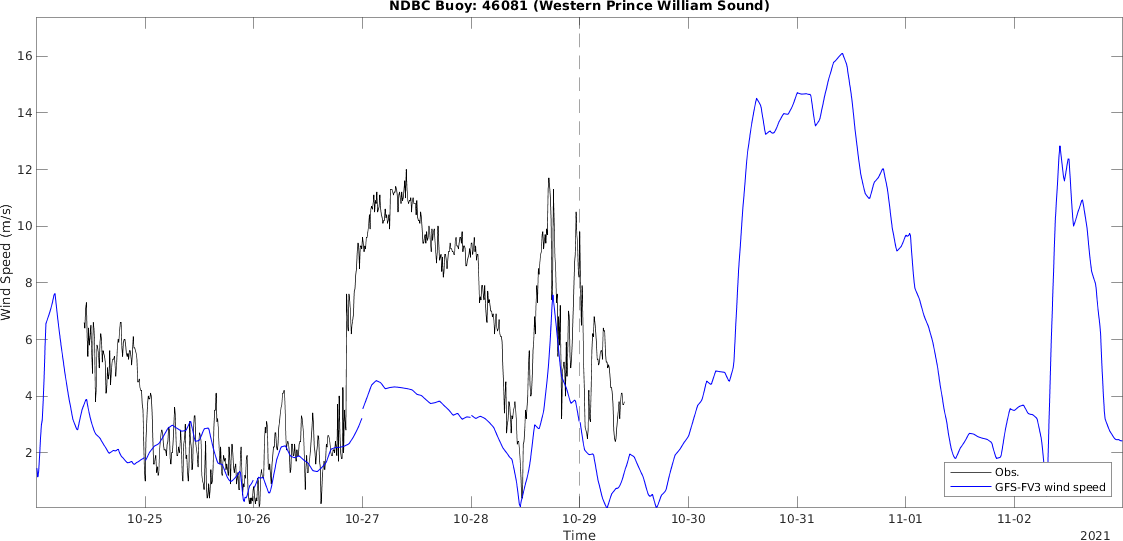 NDBC Buoy: 46081 (Western Prince William Sound)
Wind Speed (m/s)
16
14
12
10
8
6
4
2
Obs.
GFS-FV3 wind speed
10-25 10-26 10-27 10-28 10-29 10-30 10-31 11-01 11-02
Time
2021